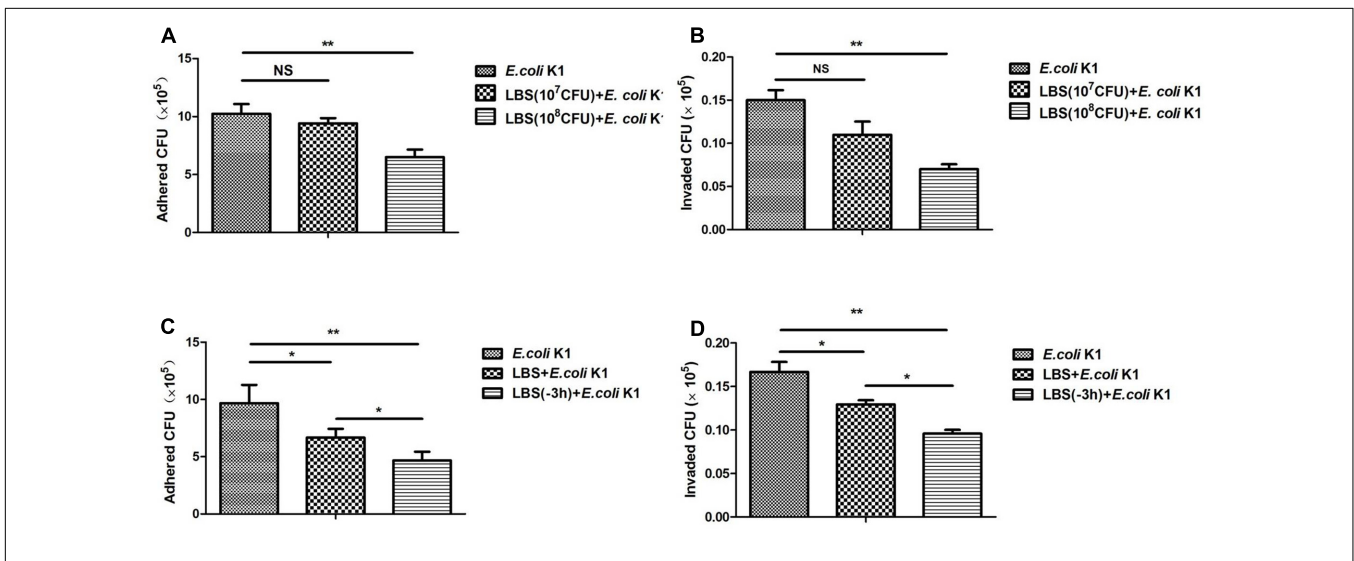 A
**
NS
15
10
5
0
Adhered CFU (×10⁵)
E.coli K1
LBS(10⁷CFU)+E. coli K1
LBS(10⁸CFU)+E. coli K1
B
**
NS
0.20
0.15
0.10
0.05
0.00
Invaded CFU (× 10⁵)
E.coli K1
LBS(10⁷CFU)+E. coli K1
LBS(10⁸CFU)+E. coli K1
C
**
*
*
15
10
5
0
Adhered CFU (×10⁵)
E.coli K1
LBS+E.coli K1
LBS(-3h)+E.coli K1
D
**
*
*
0.20
0.15
0.10
0.05
0.00
Invaded CFU (× 10⁵)
E.coli K1
LBS+E.coli K1
LBS(-3h)+E.coli K1